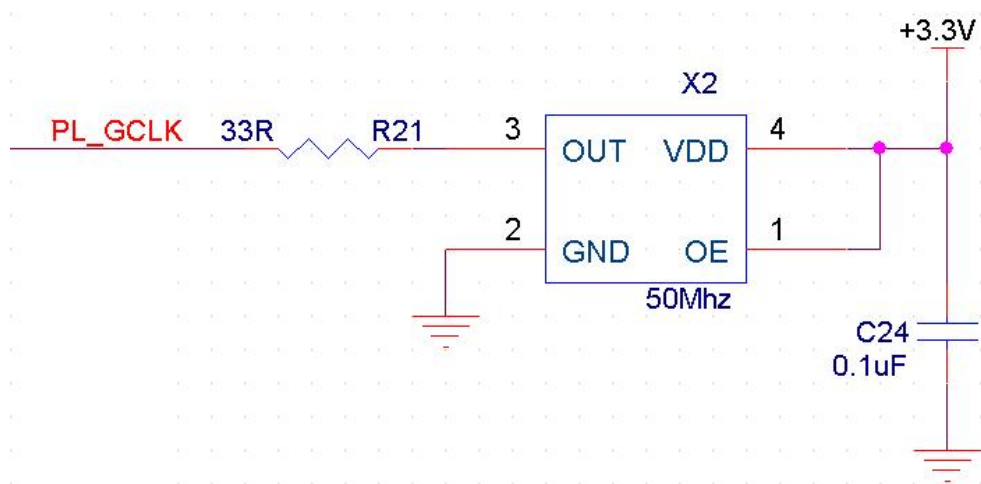 +3.3V
X2
PL_GCLK 33R R21 3 OUT VDD 4
2 GND OE 1
50Mhz
C24
0.1uF